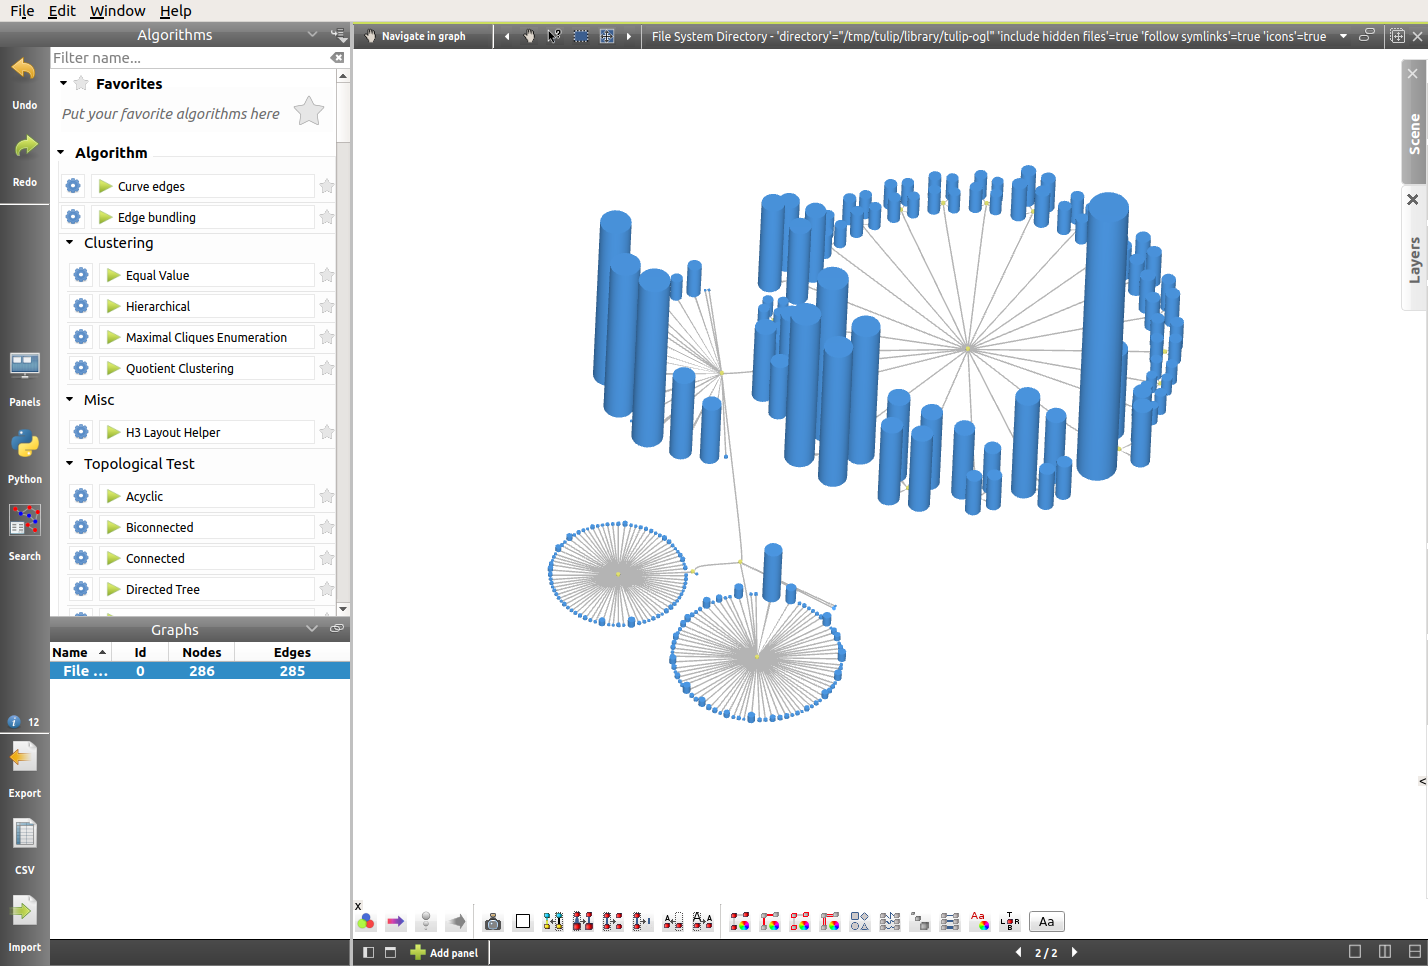 File Edit Window Help
Algorithms
Navigate in graph
File System Directory - 'directory'="/tmp/tulip/library/tulip-ogl" 'include hidden files'=true 'follow symlinks'=true 'icons'=true
Filter name...
Undo
Redo
Panels
Python
Search
12
Export
CSV
Import
Favorites
Put your favorite algorithms here
Algorithm
Curve edges
Edge bundling
Clustering
Equal Value
Hierarchical
Maximal Cliques Enumeration
Quotient Clustering
Misc
H3 Layout Helper
Topological Test
Acyclic
Biconnected
Connected
Directed Tree
Graphs
Name Id Nodes Edges
File ... 0 286 285
Scene
Layers
<
x
Aa
Add panel
2 / 2